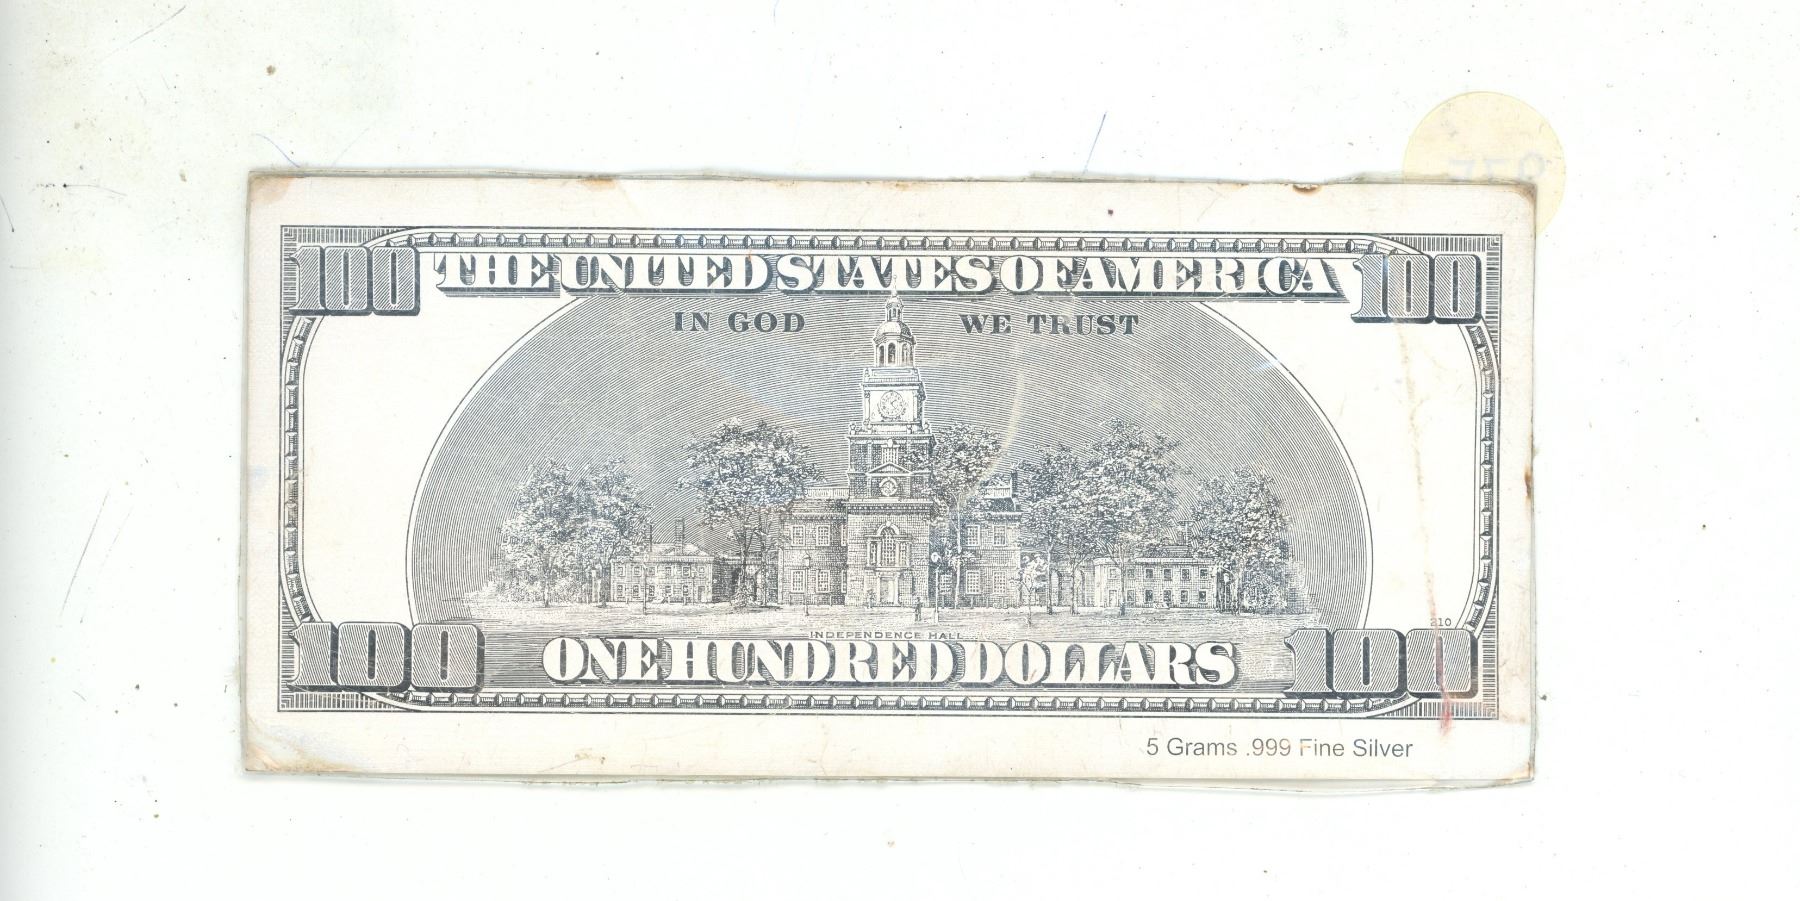 100 THE UNITED STATES OF AMERICA 100
IN GOD WE TRUST
INDEPENDENCE HALL
210
100 ONE HUNDRED DOLLARS 100
5 Grams .999 Fine Silver